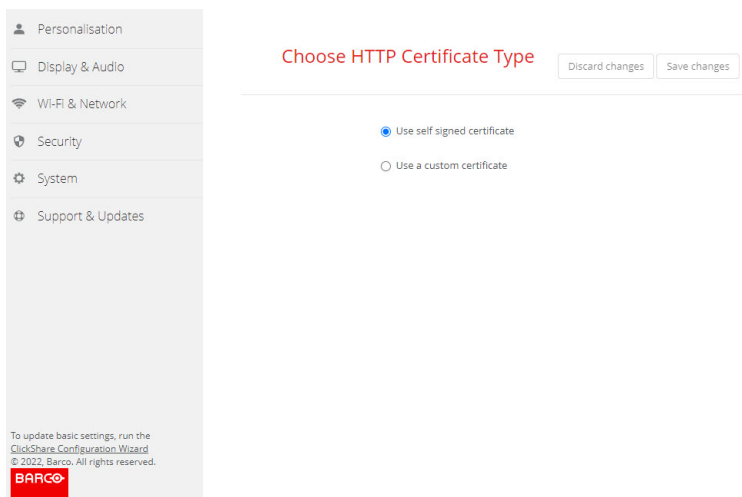 Personalisation
Display & Audio
Wi-Fi & Network
Security
System
Support & Updates
To update basic settings, run the
ClickShare Configuration Wizard
© 2022, Barco. All rights reserved.
BARCO
Choose HTTP Certificate Type
Discard changes
Save changes
Use self signed certificate
Use a custom certificate